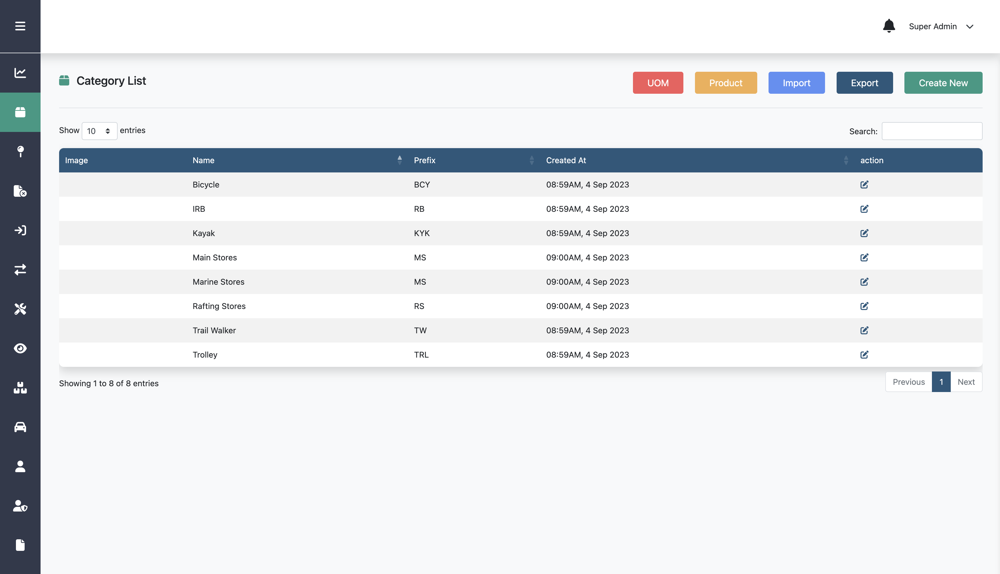 Super Admin
Category List
UOM Product Import Export Create New
Show 10 entries Search:
Image Name Prefix Created At action
Bicycle BCY 08:59AM, 4 Sep 2023
IRB RB 08:59AM, 4 Sep 2023
Kayak KYK 08:59AM, 4 Sep 2023
Main Stores MS 09:00AM, 4 Sep 2023
Marine Stores MS 09:00AM, 4 Sep 2023
Rafting Stores RS 09:00AM, 4 Sep 2023
Trail Walker TW 08:59AM, 4 Sep 2023
Trolley TRL 08:59AM, 4 Sep 2023
Showing 1 to 8 of 8 entries Previous 1 Next